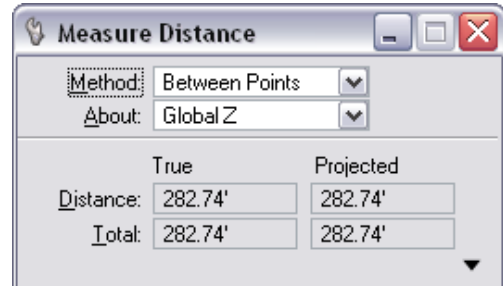 Measure Distance
Method: Between Points
About: Global Z
True Projected
Distance: 282.74' 282.74'
Total: 282.74' 282.74'